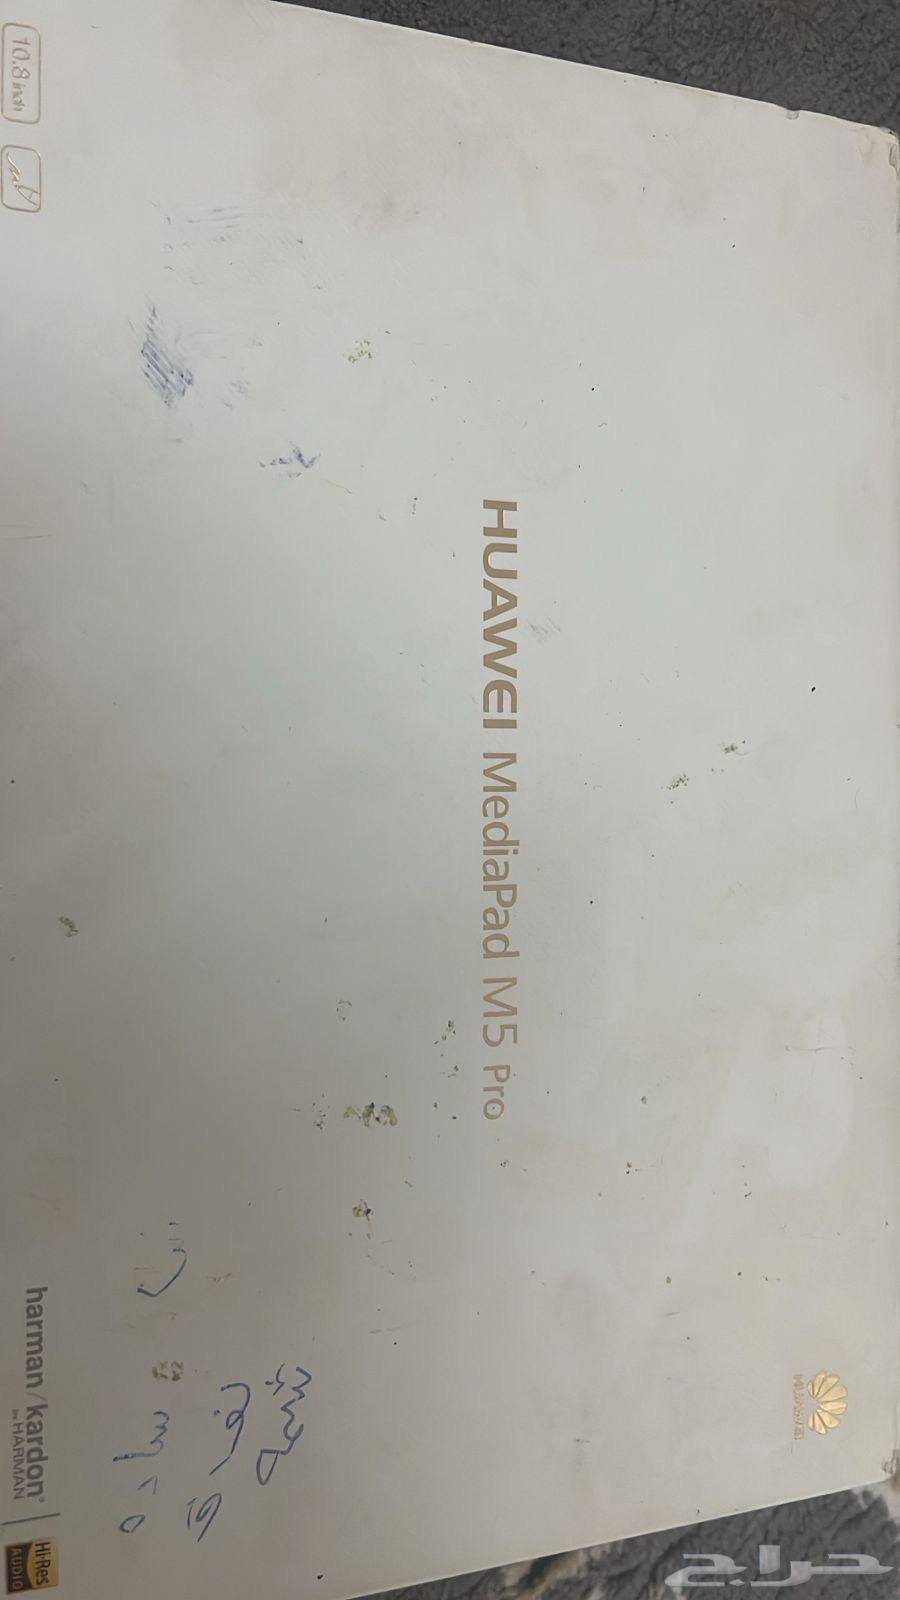 HUAWEI
HUAWEI MediaPad M5 Pro
10.8 inch
harman/kardon®
by HARMAN
Hi-Res
AUDIO
حراج